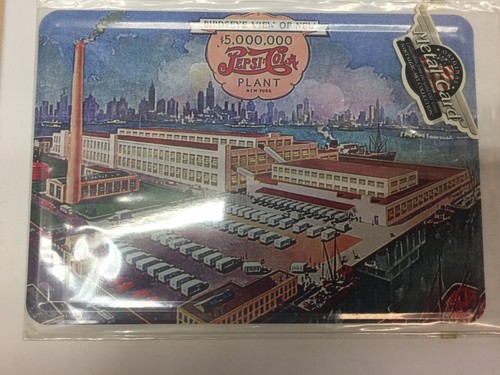 BIRDSEYE VIEW OF NEW
$5,000,000
PEPSI-COLA
PLANT
NEW YORK
Metal Card